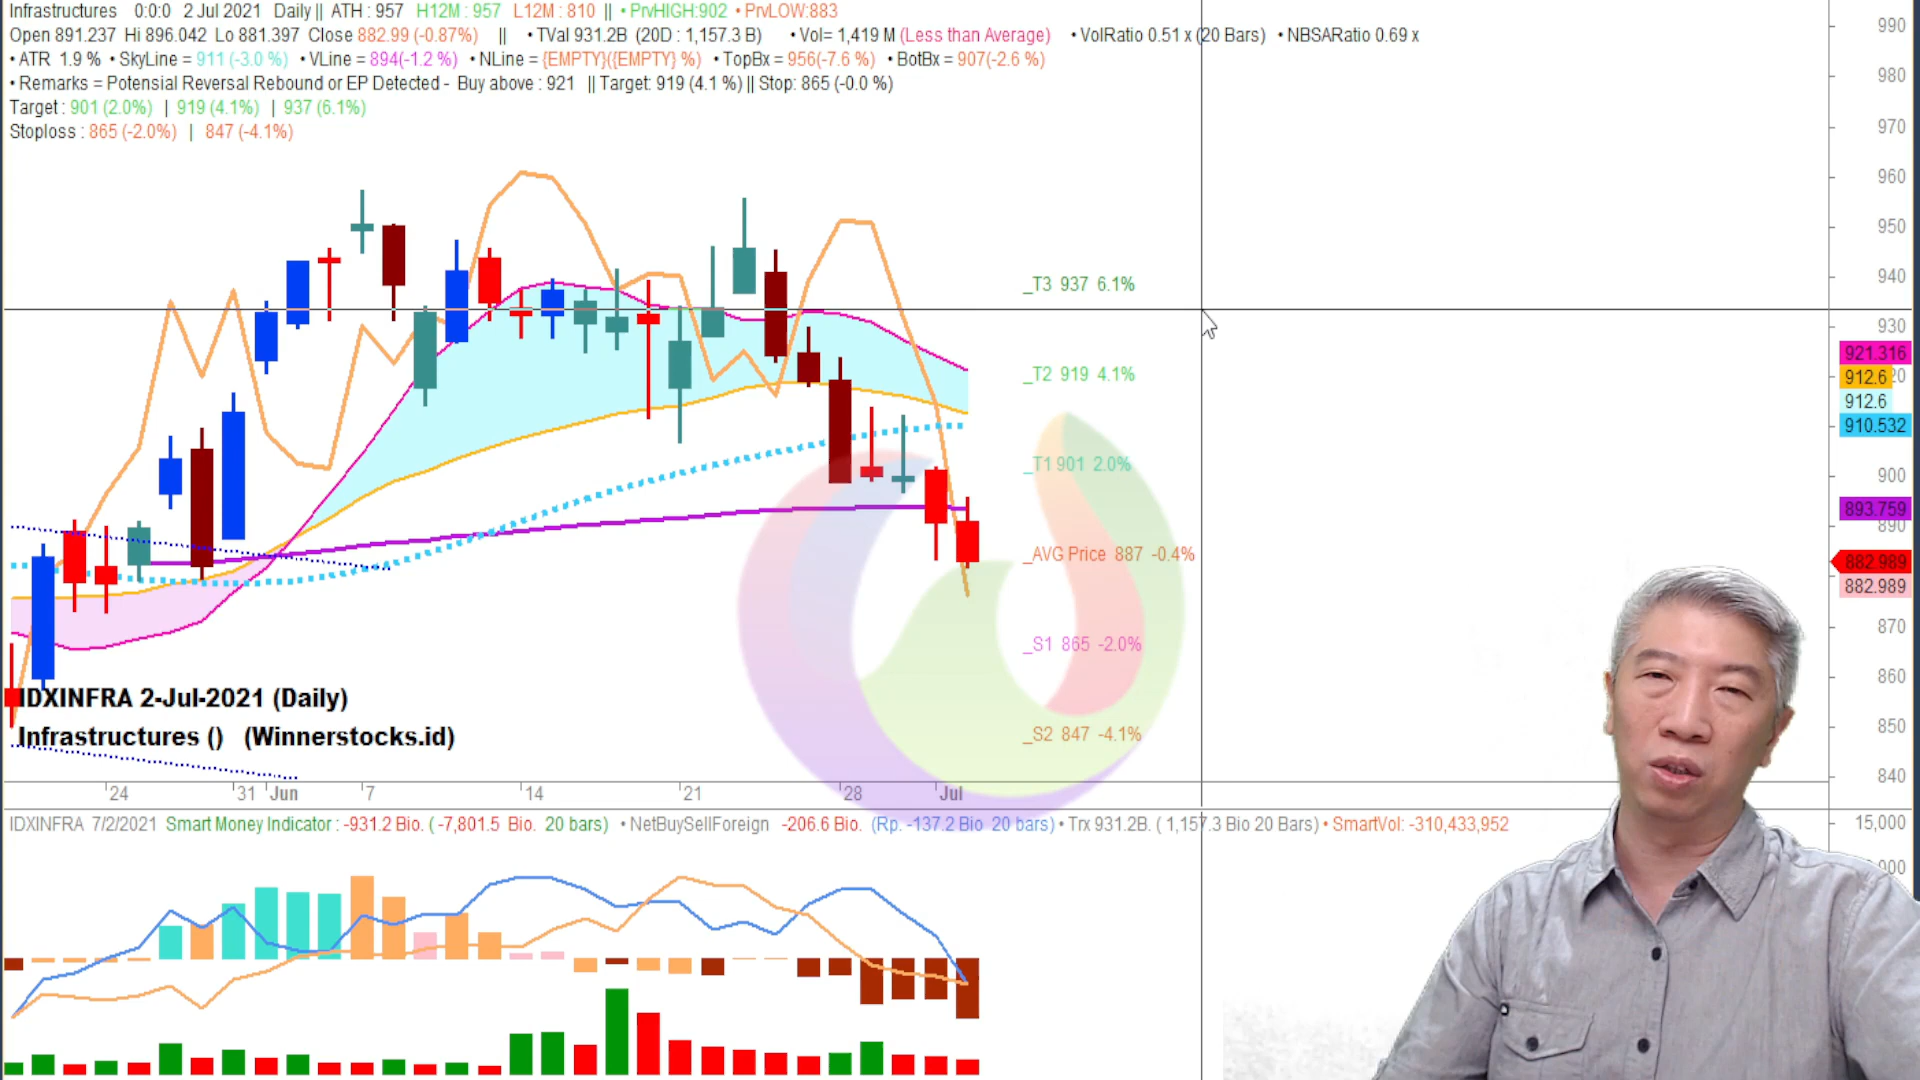 Infrastructures 0:0:0 2 Jul 2021 Daily || ATH : 957 H12M : 957 L12M : 810 || • PrvHIGH:902 • PrvLOW:883
Open 891.237 Hi 896.042 Lo 881.397 Close 882.99 (-0.87%) || • TVal 931.2B (20D : 1,157.3 B) • Vol= 1,419 M (Less than Average) • VolRatio 0.51 x (20 Bars) • NBSARatio 0.69 x
• ATR 1.9 % • SkyLine = 911 (-3.0 %) • VLine = 894(-1.2 %) • NLine = {EMPTY}({EMPTY} %) • TopBx = 956(-7.6 %) • BotBx = 907(-2.6 %)
• Remarks = Potensial Reversal Rebound or EP Detected - Buy above : 921 || Target: 919 (4.1 %) || Stop: 865 (-0.0 %)
Target : 901 (2.0%) | 919 (4.1%) | 937 (6.1%)
Stoploss : 865 (-2.0%) | 847 (-4.1%)
990
980
970
960
950
940
930
921.316
912.6
912.6
910.532
900
893.759
890
882.989
882.989
870
860
850
840
_T3 937 6.1%
_T2 919 4.1%
_T1 901 2.0%
_AVG Price 887 -0.4%
_S1 865 -2.0%
_S2 847 -4.1%
IDXINFRA 2-Jul-2021 (Daily)
Infrastructures () (Winnerstocks.id)
24 31 Jun 7 14 21 28 Jul
IDXINFRA 7/2/2021 Smart Money Indicator : -931.2 Bio. ( -7,801.5 Bio. 20 bars) • NetBuySellForeign -206.6 Bio. (Rp. -137.2 Bio 20 bars) • Trx 931.2B. ( 1,157.3 Bio 20 Bars) • SmartVol: -310,433,952
15,000